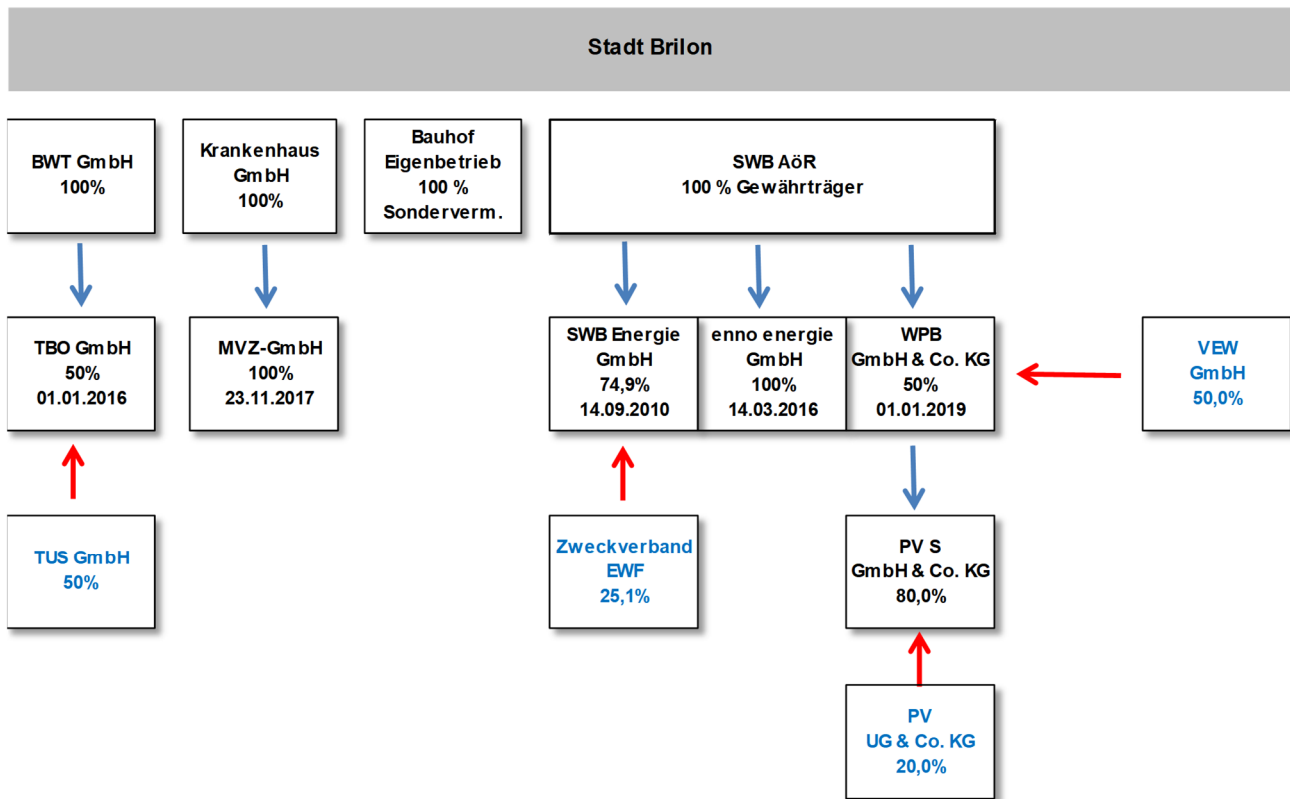 Stadt Brilon
BWT GmbH
100%
Krankenhaus
GmbH
100%
Bauhof
Eigenbetrieb
100 %
Sonderverm.
SWB AöR
100 % Gewährträger
TBO GmbH
50%
01.01.2016
MVZ-GmbH
100%
23.11.2017
SWB Energie
GmbH
74,9%
14.09.2010
enno energie
GmbH
100%
14.03.2016
WPB
GmbH & Co. KG
50%
01.01.2019
VEW
GmbH
50,0%
TUS GmbH
50%
Zweckverband
EWF
25,1%
PV S
GmbH & Co. KG
80,0%
PV
UG & Co. KG
20,0%